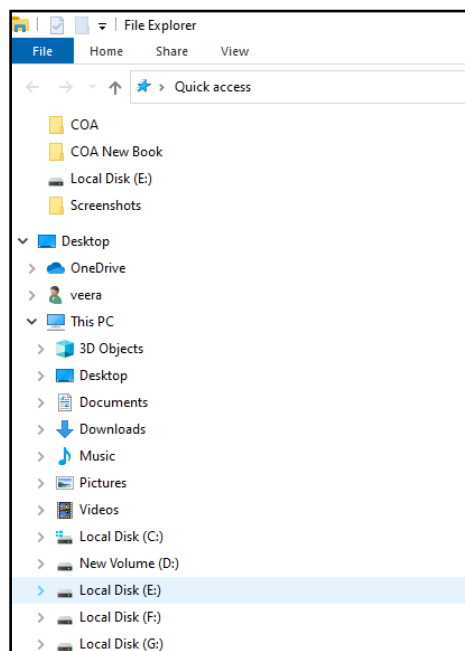 File Explorer
File Home Share View
Quick access
COA
COA New Book
Local Disk (E:)
Screenshots
Desktop
OneDrive
veera
This PC
3D Objects
Desktop
Documents
Downloads
Music
Pictures
Videos
Local Disk (C:)
New Volume (D:)
Local Disk (E:)
Local Disk (F:)
Local Disk (G:)